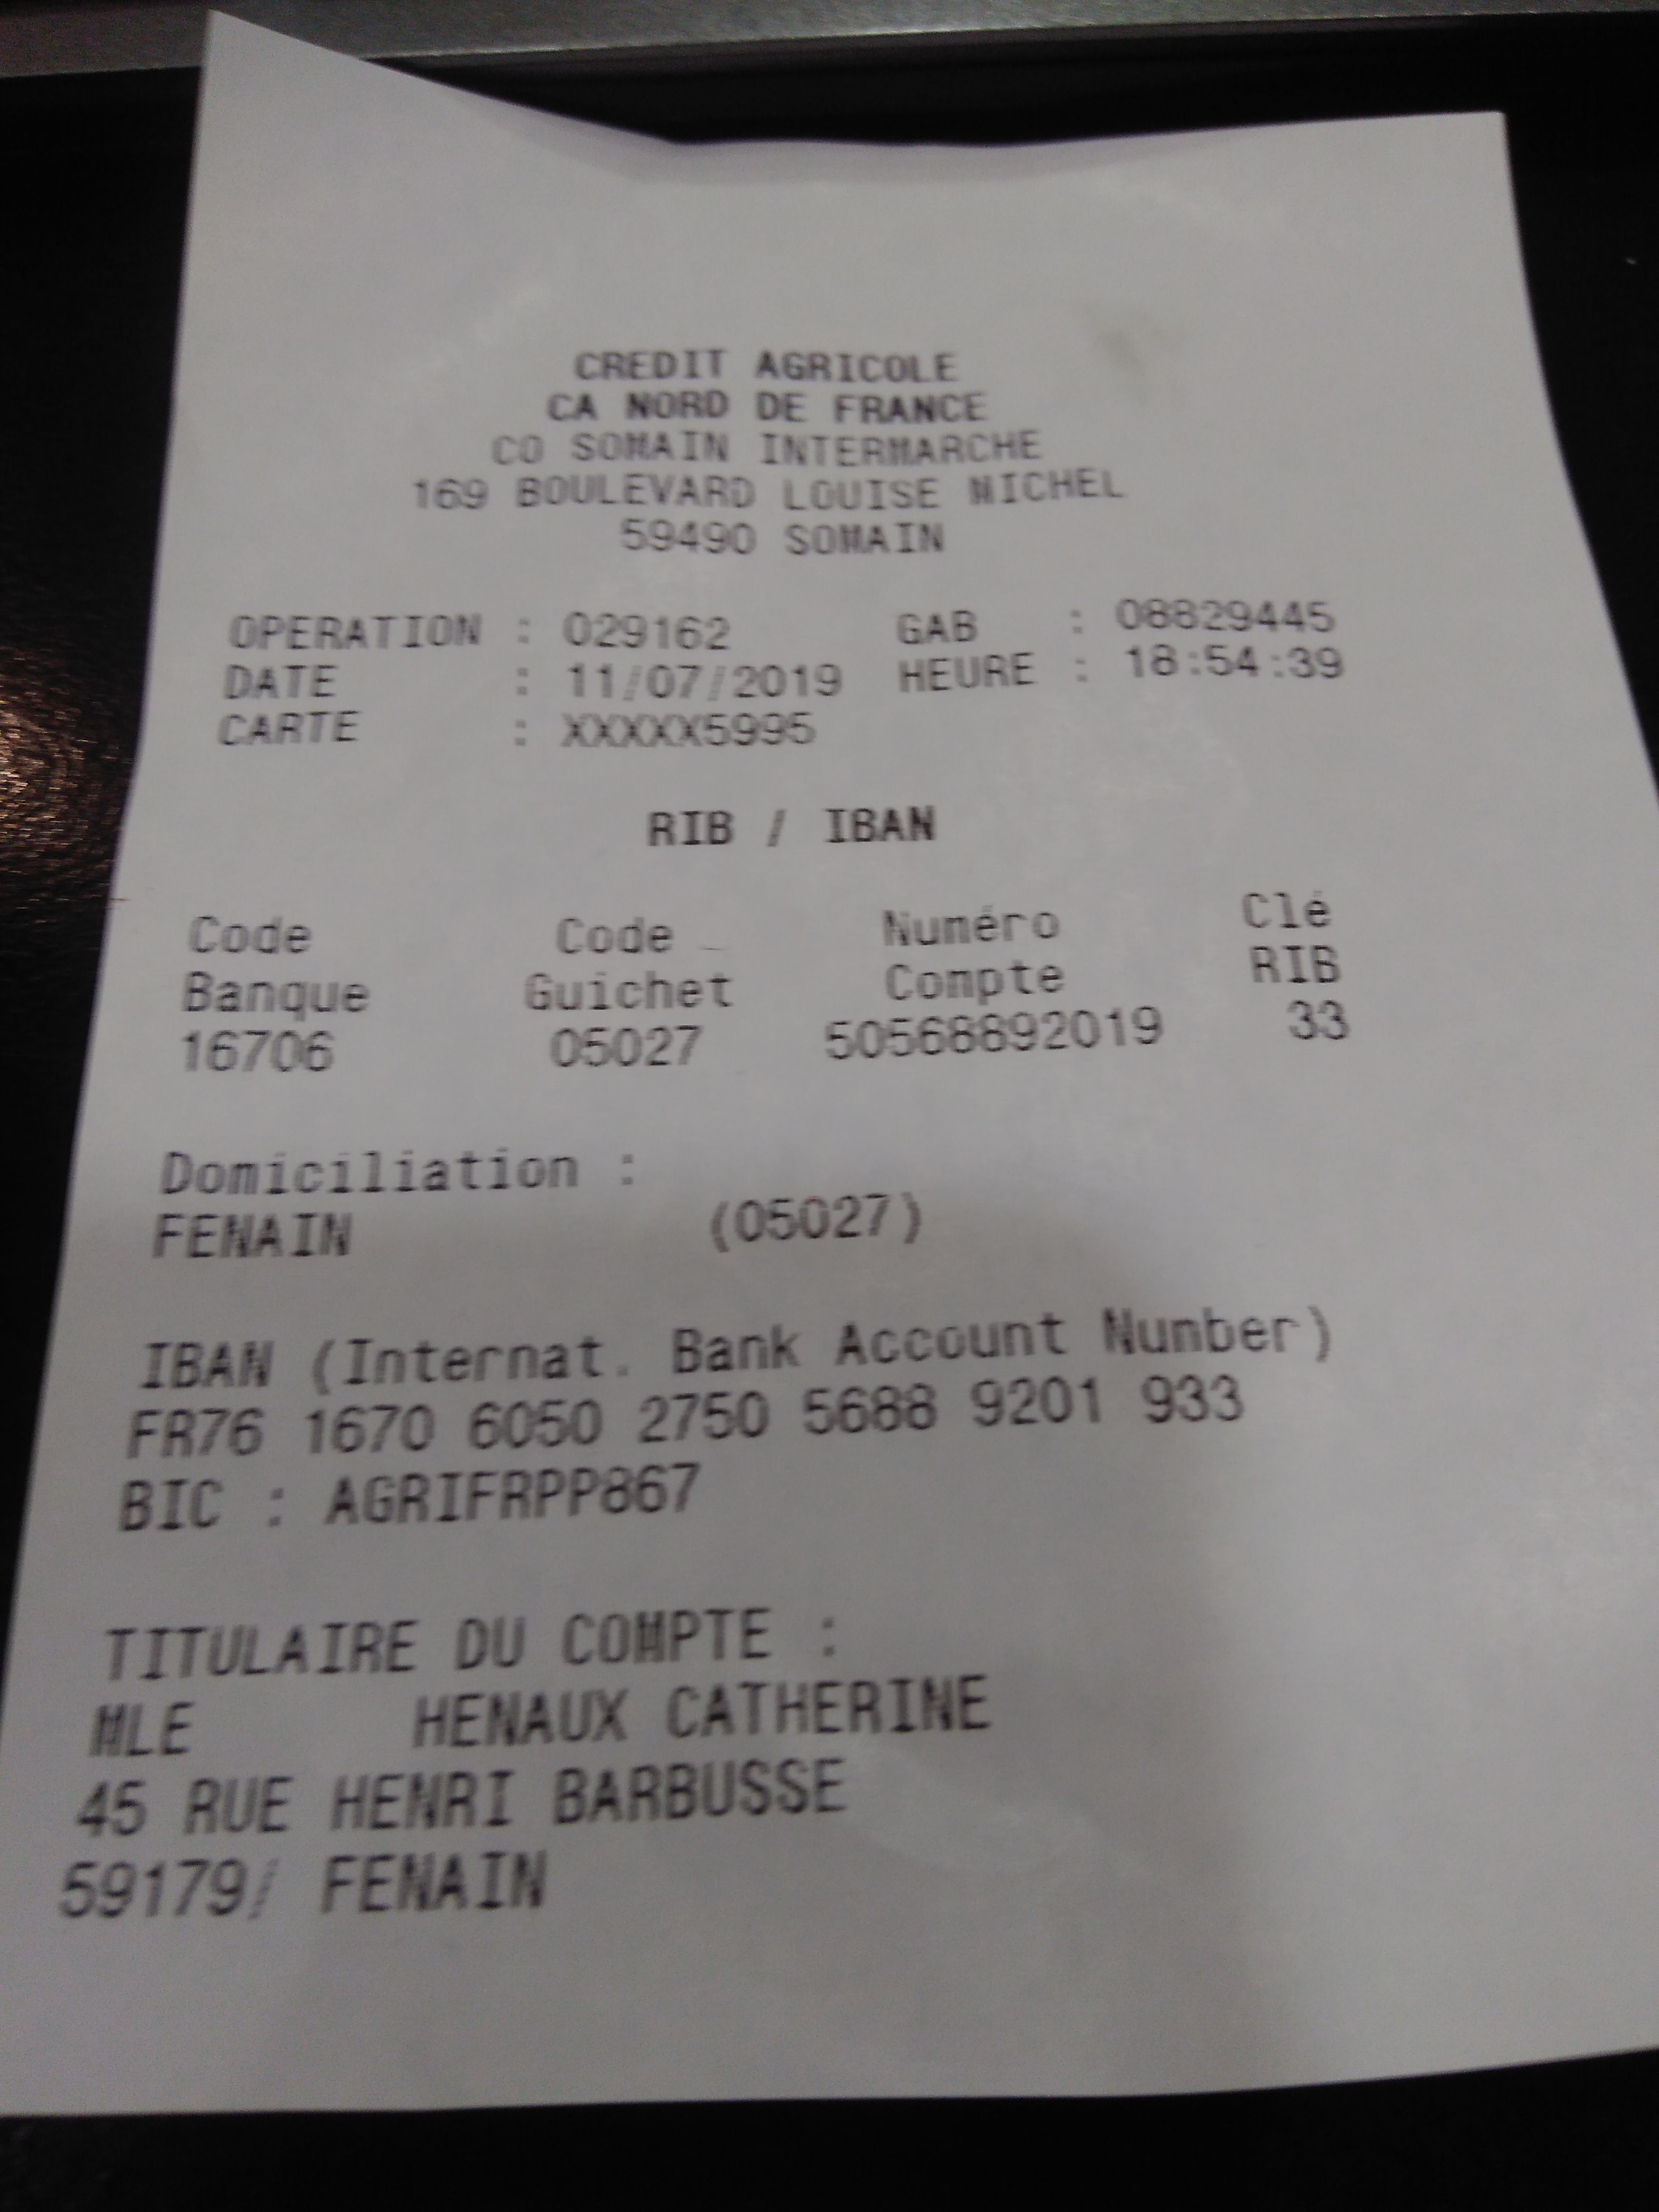 CREDIT AGRICOLE
CA NORD DE FRANCE
CO SOMAIN INTERMARCHE
169 BOULEVARD LOUISE MICHEL
59490 SOMAIN
OPERATION : 029162 GAB : 08829445
DATE : 11/07/2019 HEURE : 18:54:39
CARTE : XXXXX5995
RIB / IBAN
Code Code Numéro Clé
Banque Guichet Compte RIB
16706 05027 50568892019 33
Domiciliation :
FENAIN (05027)
IBAN (Internat. Bank Account Number)
FR76 1670 6050 2750 5688 9201 933
BIC : AGRIFRPP867
TITULAIRE DU COMPTE :
MLE HENAUX CATHERINE
45 RUE HENRI BARBUSSE
59179/ FENAIN